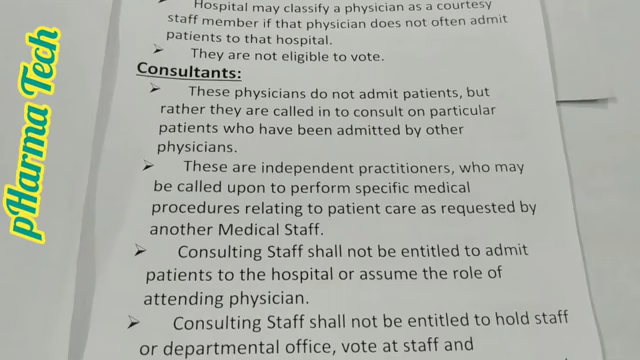 Hospital may classify a physician as a courtesy
staff member if that physician does not often admit
patients to that hospital.
➢ They are not eligible to vote.
Consultants:
➢ These physicians do not admit patients, but
rather they are called in to consult on particular
patients who have been admitted by other
physicians.
➢ These are independent practitioners, who may
be called upon to perform specific medical
procedures relating to patient care as requested by
another Medical Staff.
➢ Consulting Staff shall not be entitled to admit
patients to the hospital or assume the role of
attending physician.
➢ Consulting Staff shall not be entitled to hold staff
or departmental office, vote at staff and
pHarma Tech